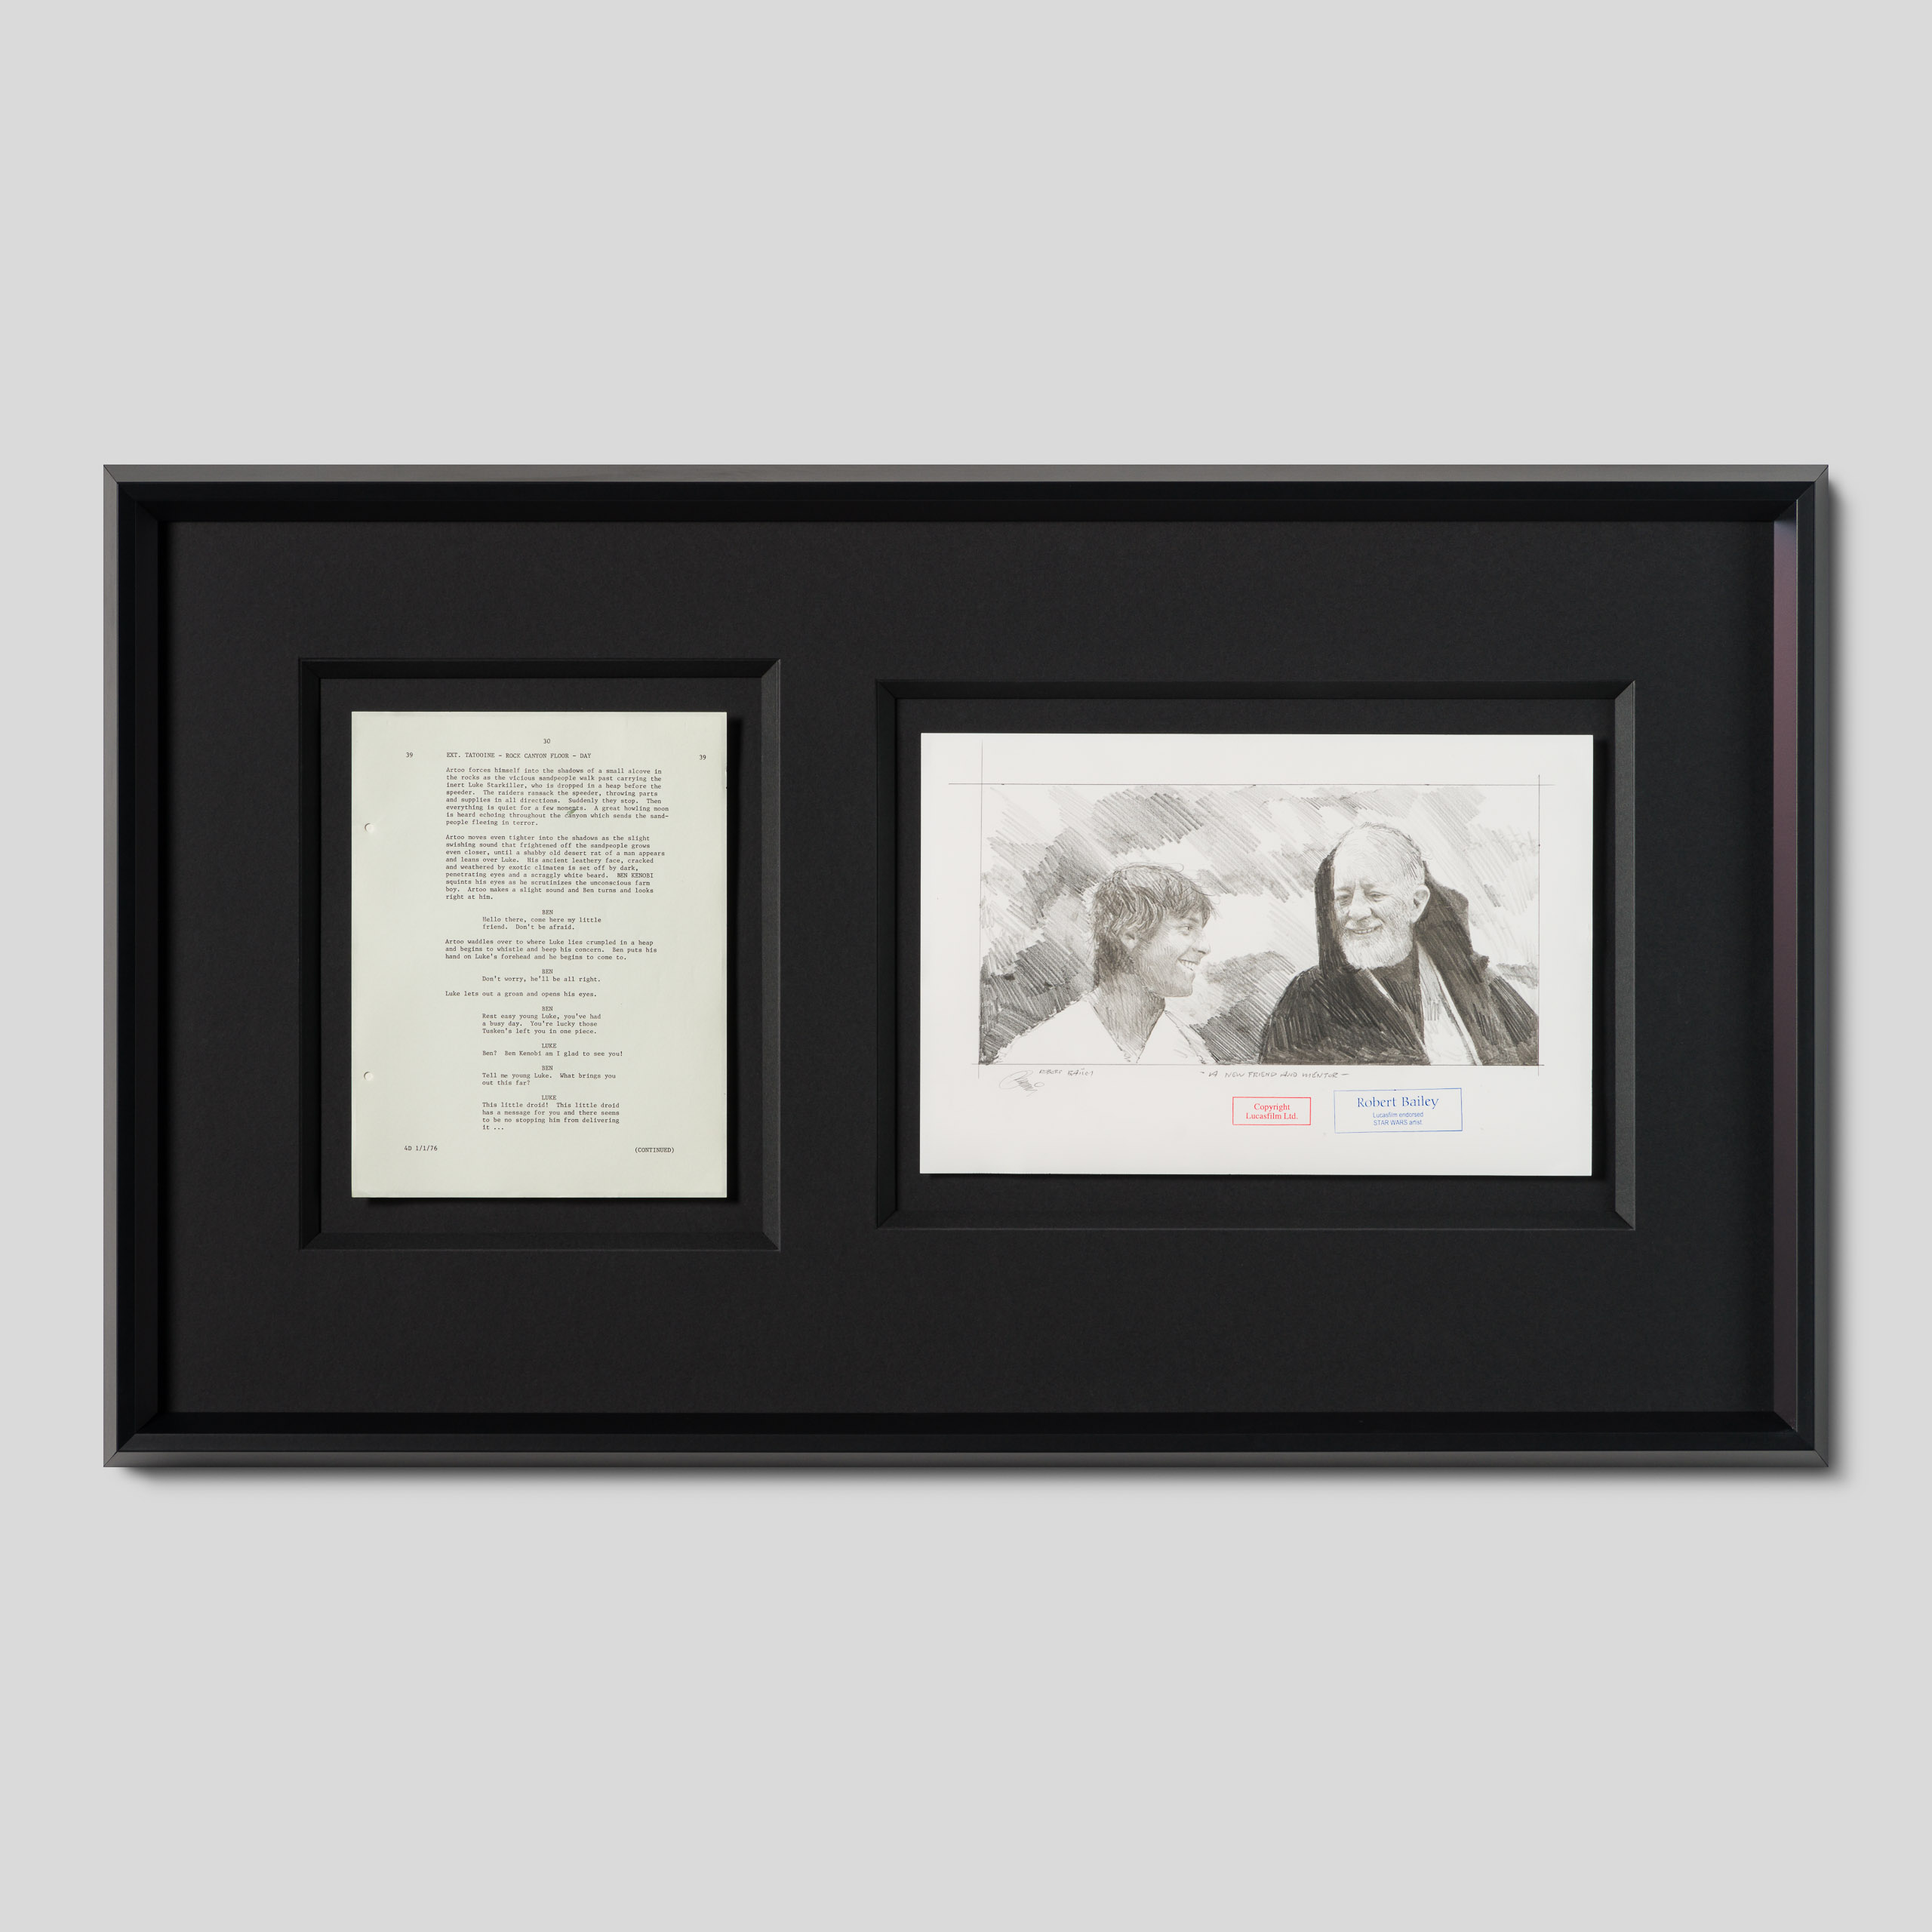 30
39 EXT. TATOOINE - ROCK CANYON FLOOR - DAY 39
Artoo forces himself into the shadows of a small alcove in
the rocks as the vicious sandpeople walk past carrying the
inert Luke Starkiller, who is dropped in a heap before the
speeder. The raiders ransack the speeder, throwing parts
and supplies in all directions. Suddenly they stop. Then
everything is quiet for a few moments. A great howling moon
is heard echoing throughout the canyon which sends the sand-
people fleeing in terror.
Artoo moves even tighter into the shadows as the slight
swishing sound that frightened off the sandpeople grows
even closer, until a shabby old desert rat of a man appears
and leans over Luke. His ancient leathery face, cracked
and weathered by exotic climates is set off by dark,
penetrating eyes and a scraggly white beard. BEN KENOBI
squints his eyes as he scrutinizes the unconscious farm
boy. Artoo makes a slight sound and Ben turns and looks
right at him.
BEN
Hello there, come here my little
friend. Don't be afraid.
Artoo waddles over to where Luke lies crumpled in a heap
and begins to whistle and beep his concern. Ben puts his
hand on Luke's forehead and he begins to come to.
BEN
Don't worry, he'll be all right.
Luke lets out a groan and opens his eyes.
BEN
Rest easy young Luke, you've had
a busy day. You're lucky those
Tusken's left you in one piece.
LUKE
Ben? Ben Kenobi am I glad to see you!
BEN
Tell me young Luke. What brings you
out this far?
LUKE
This little droid! This little droid
has a message for you and there seems
to be no stopping him from delivering
it ...
4D 1/1/76 (CONTINUED)
ROBERT BAILEY - A NEW FRIEND AND MENTOR -
Copyright
Lucasfilm Ltd.
Robert Bailey
Lucasfilm endorsed
STAR WARS artist